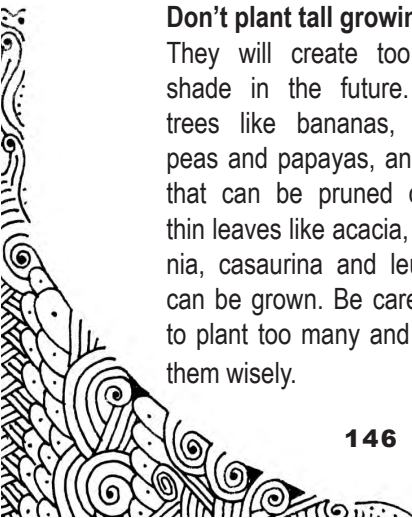 Don't plant tall growin
They will create too
shade in the future.
trees like bananas,
peas and papayas, an
that can be pruned
thin leaves like acacia,
nia, casaurina and le
can be grown. Be care
to plant too many and
them wisely.
146